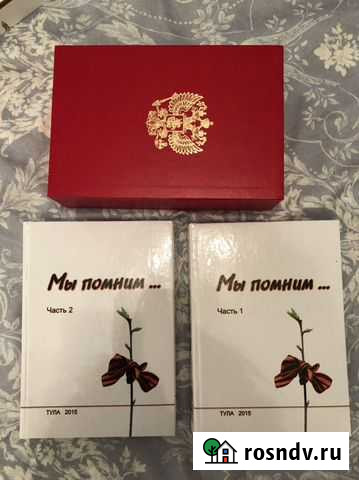 Мы помним ...
Часть 2
ТУЛА 2015
Мы помним ...
Часть 1
ТУЛА 2015
rosndv.ru